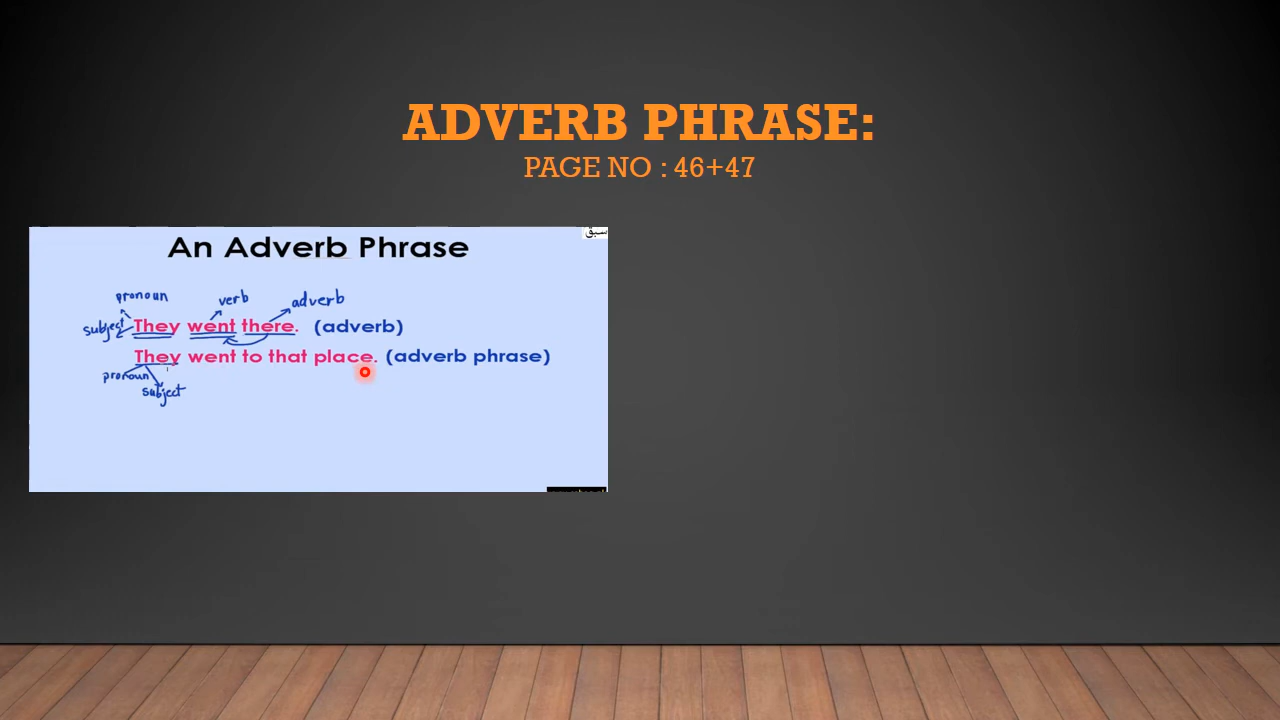 ADVERB PHRASE:
PAGE NO : 46+47
سبق
An Adverb Phrase
pronoun verb adverb
subject They went there. (adverb)
They went to that place. (adverb phrase)
pronoun
subject